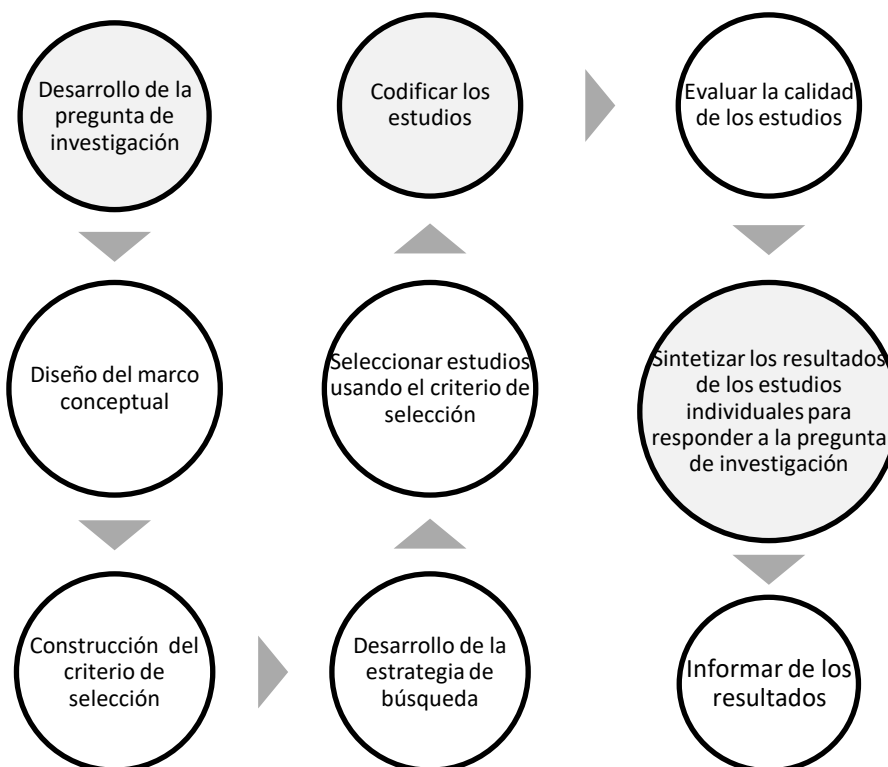 Desarrollo de la
pregunta de
investigación
Diseño del marco
conceptual
Construcción del
criterio de
selección
Desarrollo de la
estrategia de
búsqueda
Seleccionar estudios
usando el criterio de
selección
Codificar los
estudios
Evaluar la calidad
de los estudios
Sintetizar los resultados
de los estudios
individuales para
responder a la pregunta
de investigación
Informar de los
resultados